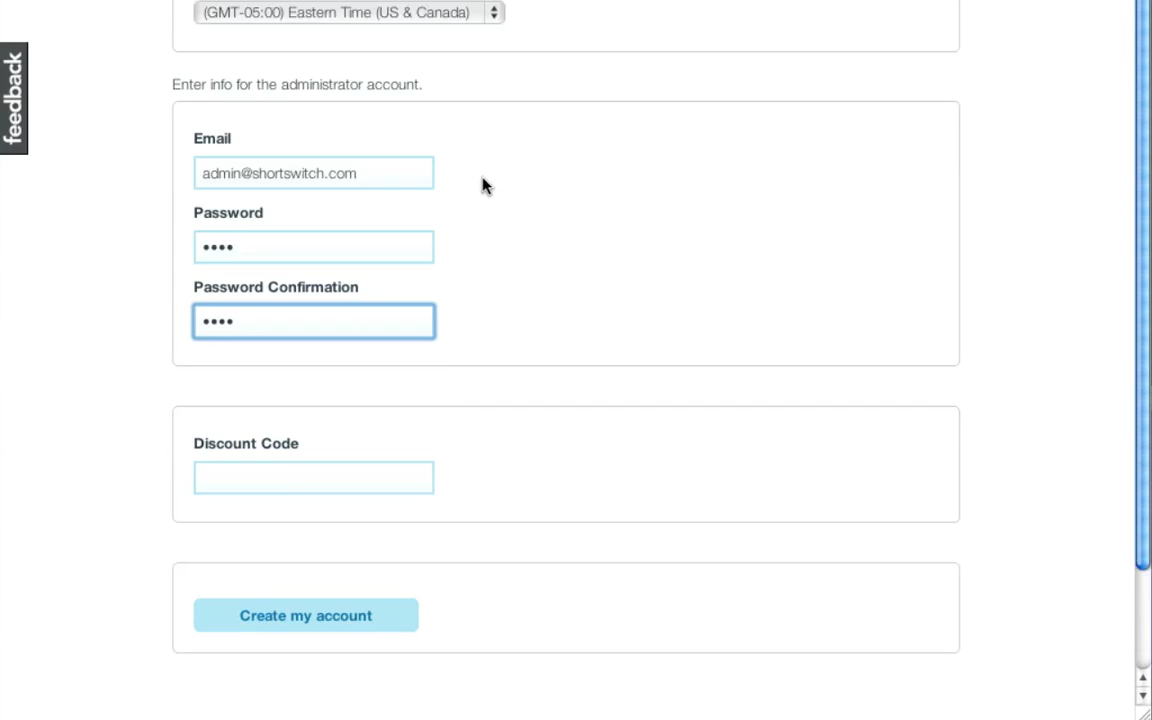 (GMT-05:00) Eastern Time (US & Canada)
feedback
Enter info for the administrator account.
Email
admin@shortswitch.com
Password
••••
Password Confirmation
••••
Discount Code
Create my account